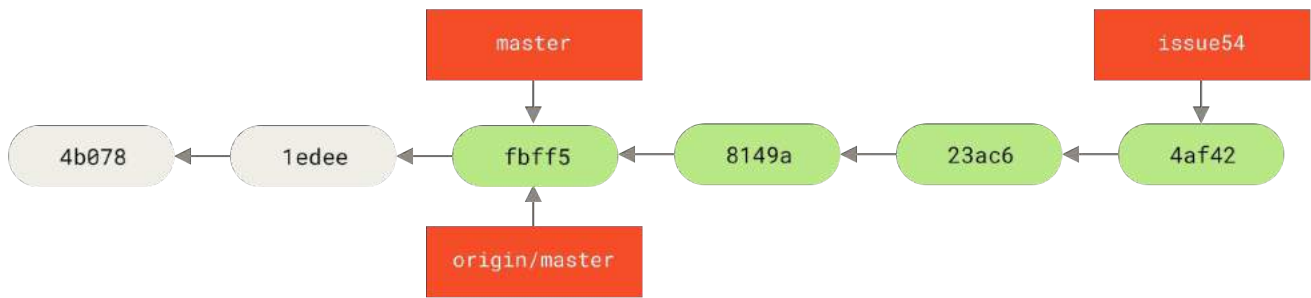 master
issue54
4b078
1edee
fbff5
8149a
23ac6
4af42
origin/master